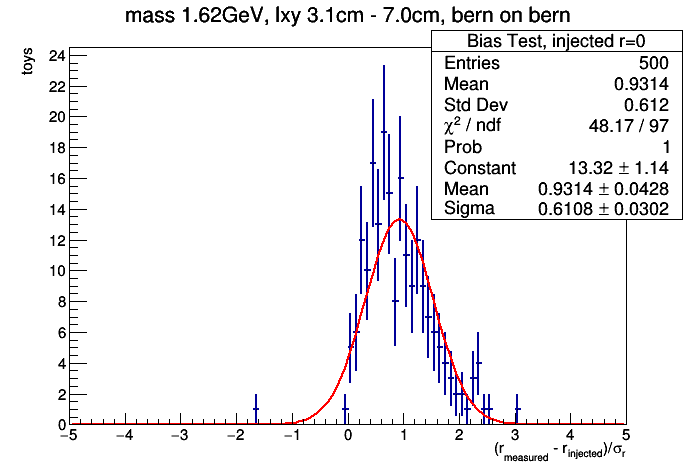 mass 1.62GeV, lxy 3.1cm - 7.0cm, bern on bern
Bias Test, injected r=0
Entries 500
Mean 0.9314
Std Dev 0.612
χ² / ndf 48.17 / 97
Prob 1
Constant 13.32 ± 1.14
Mean 0.9314 ± 0.0428
Sigma 0.6108 ± 0.0302
toys
24
22
20
18
16
14
12
10
8
6
4
2
0
−5 −4 −3 −2 −1 0 1 2 3 4 5
(r_measured - r_injected)/σ_r